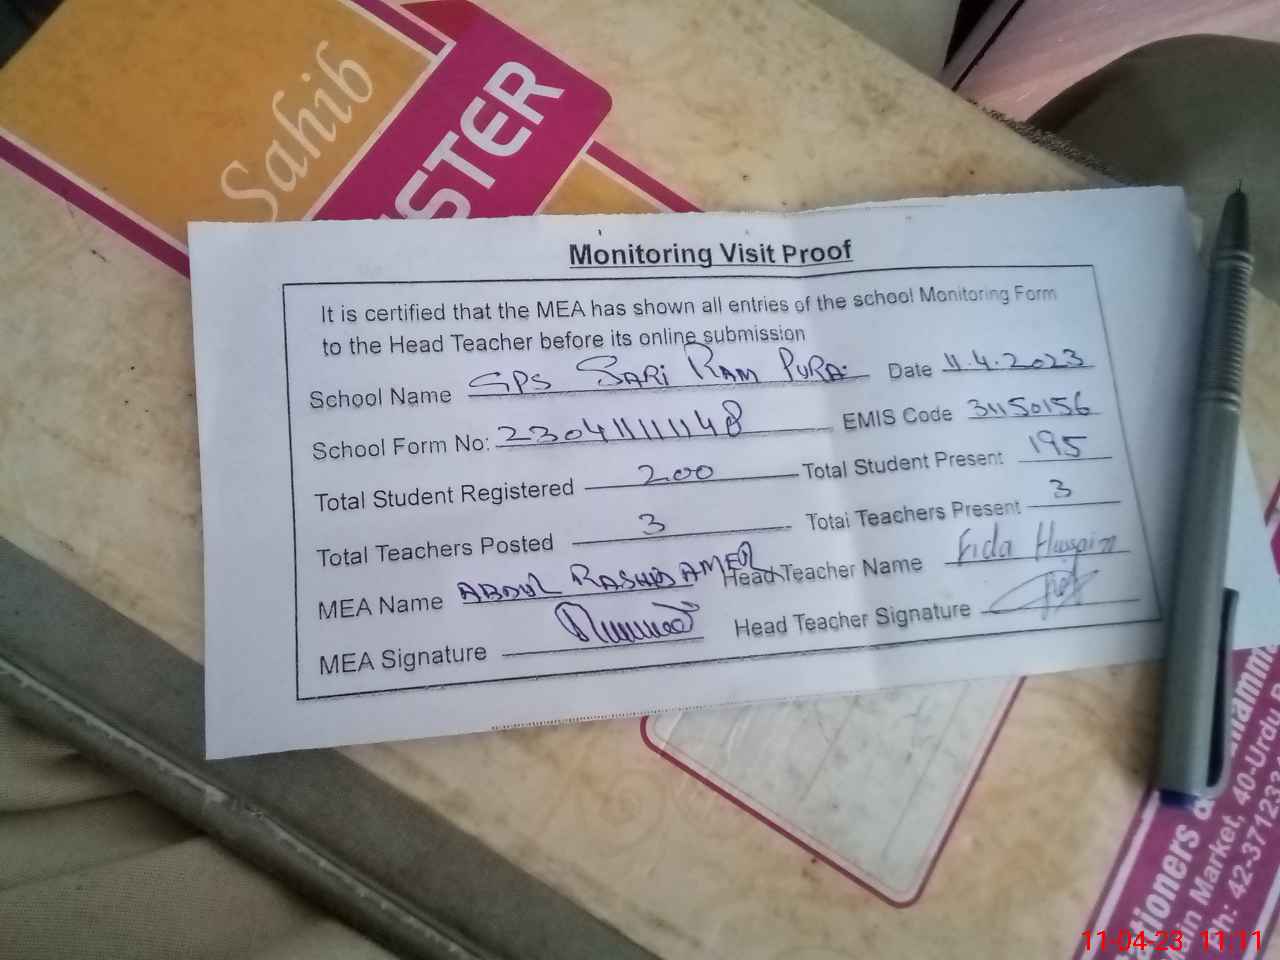 Sahib
STER
Monitoring Visit Proof
It is certified that the MEA has shown all entries of the school Monitoring Form
to the Head Teacher before its online submission
School Name GPS SARI RAM PURA. Date 11.4.2023
School Form No: 230411111148 EMIS Code 31150156
Total Student Registered 200 Total Student Present 195
Total Teachers Posted 3 Total Teachers Present 3
MEA Name ABDUL RASHID AMER Head Teacher Name Fida Hussain
MEA Signature Head Teacher Signature
tioners &
Market, 40-Urdu
h: 42-371233
11-04-23 11:11